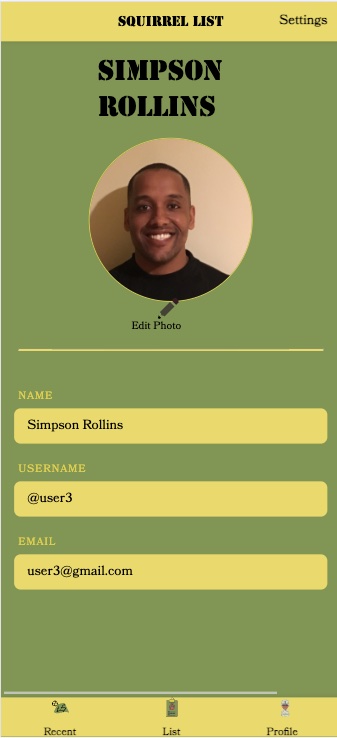 SQUIRREL LIST
Settings
SIMPSON
ROLLINS
Edit Photo
NAME
Simpson Rollins
USERNAME
@user3
EMAIL
user3@gmail.com
Recent
List
Profile